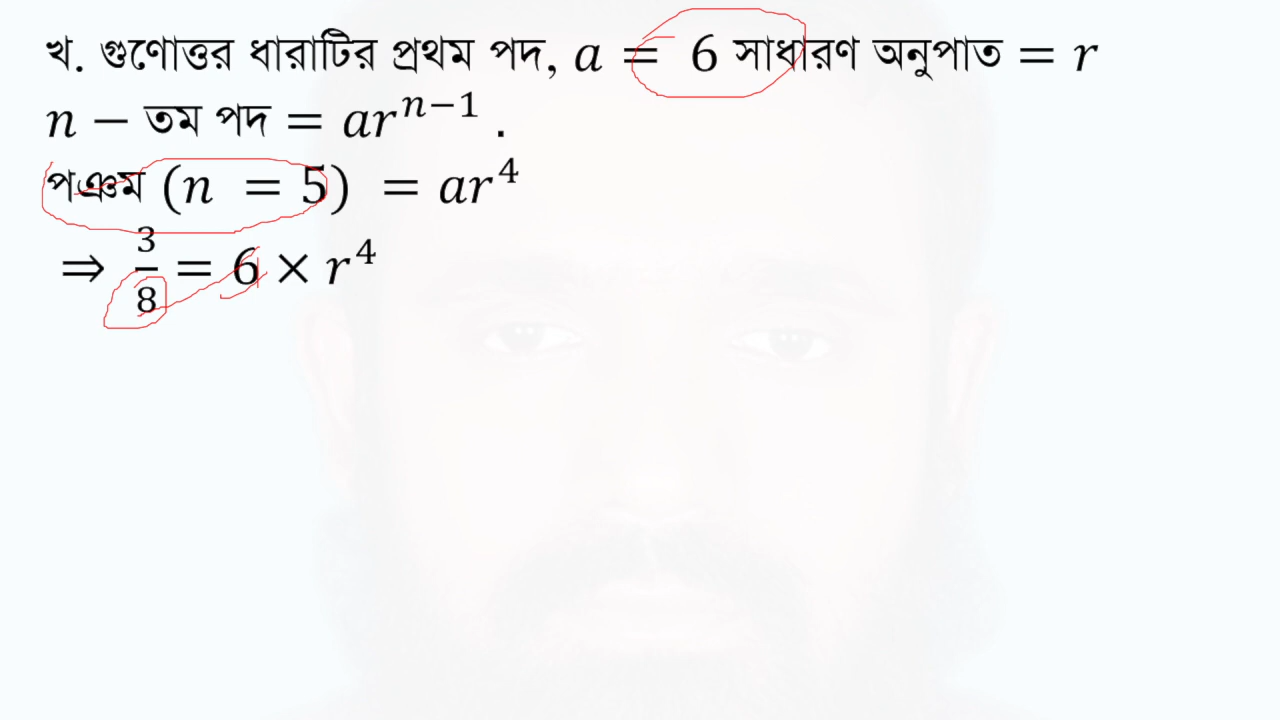 খ. গুণোত্তর ধারাটির প্রথম পদ, a = 6 সাধারণ অনুপাত = r
n − তম পদ = ar^{n−1} .
পঞ্চম (n = 5) = ar^4
⇒ 3/8 = 6 × r^4